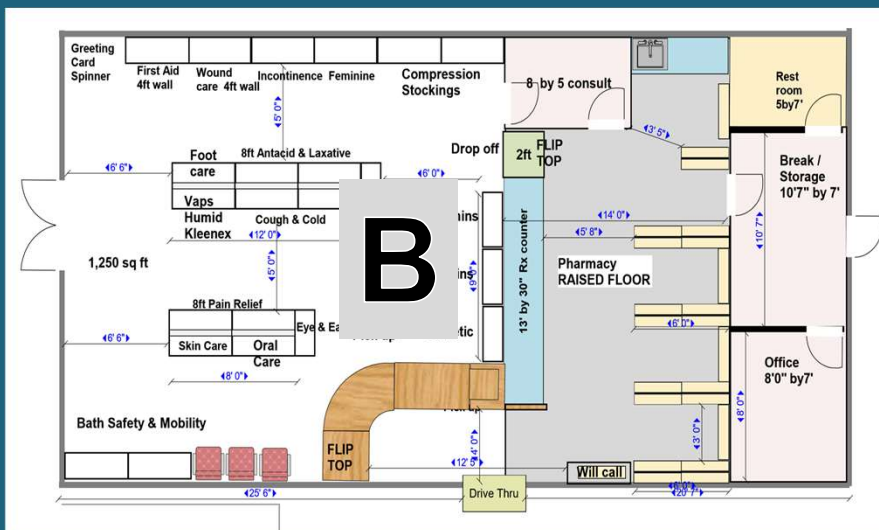 Greeting
Card
Spinner
First Aid
4ft wall
Wound
care 4ft wall
Incontinence Feminine
Compression
Stockings
8 by 5 consult
Rest
room
5by7'
5' 0"
3' 5"
Foot
care
8ft Antacid & Laxative
Drop off
2ft
FLIP
TOP
Break /
Storage
10'7" by 7'
6' 6"
6' 0"
Vaps
Humid
Kleenex
Cough & Cold
12' 0"
B
14' 0"
5' 8"
10' 7"
1,250 sq ft
5' 0"
9' 0"
13' by 30" Rx counter
Pharmacy
RAISED FLOOR
8ft Pain Relief
6' 0"
6' 6"
Skin Care
Oral
Care
Office
8'0" by7'
8' 0"
8' 0"
Bath Safety & Mobility
3' 0"
FLIP
TOP
12' 5"
Will call
Drive Thru
25' 6"
6' 0"
20' 7"